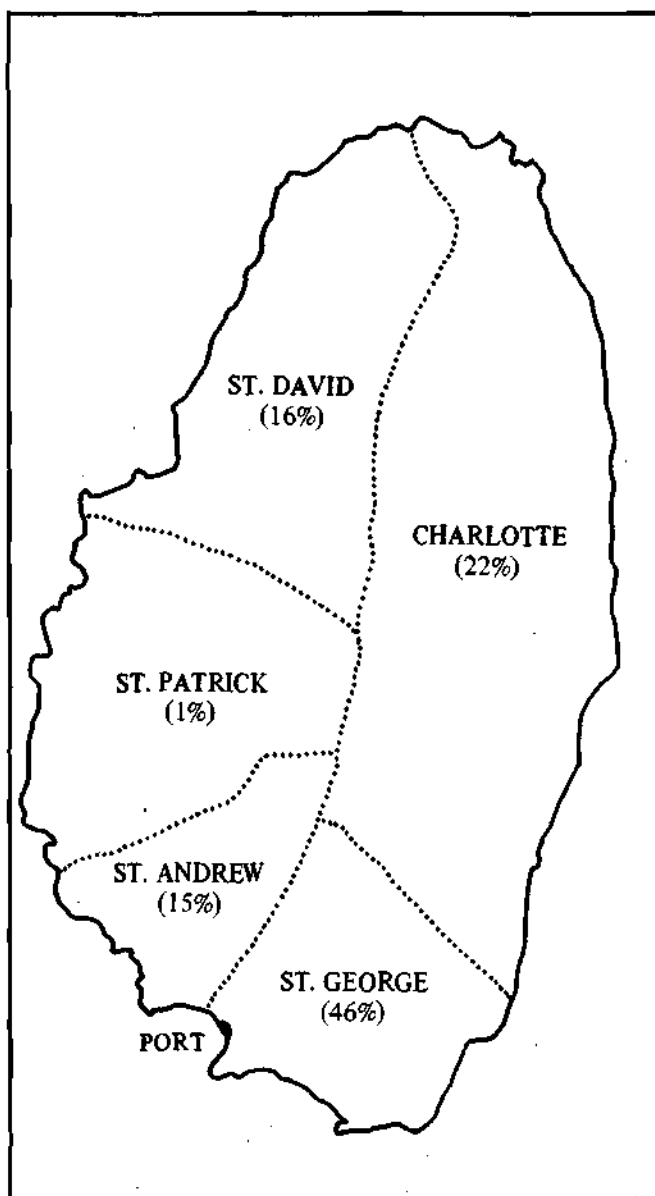 ST. DAVID
(16%)
CHARLOTTE
(22%)
ST. PATRICK
(1%)
ST. ANDREW
(15%)
ST. GEORGE
(46%)
PORT